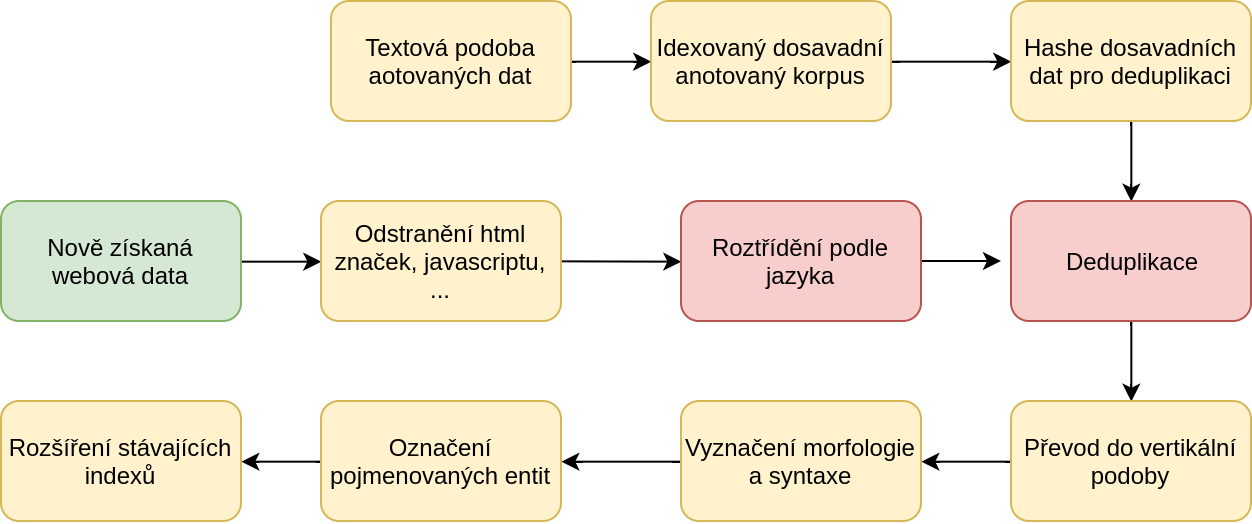 Textová podoba
aotovaných dat
Idexovaný dosavadní
anotovaný korpus
Hashe dosavadních
dat pro deduplikaci
Nově získaná
webová data
Odstranění html
značek, javascriptu,
...
Roztřídění podle
jazyka
Deduplikace
Rozšíření stávajících
indexů
Označení
pojmenovaných entit
Vyznačení morfologie
a syntaxe
Převod do vertikální
podoby